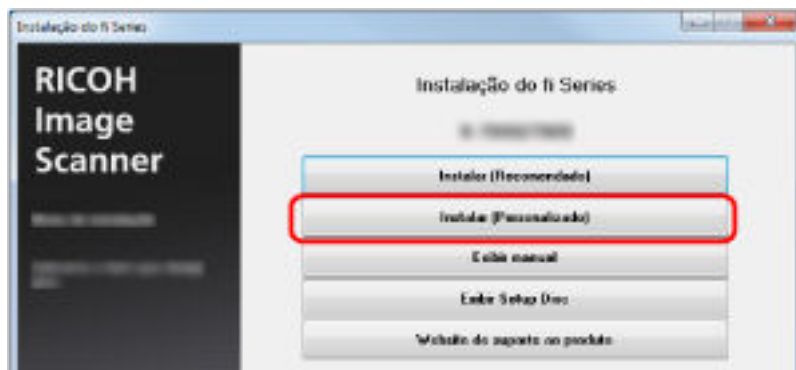 Instalação do fi Series
RICOH
Image
Scanner
Instalação do fi Series
Instalar (Recomendado)
Instalar (Personalizado)
Exibir manual
Exibir Setup Disc
Website de suporte ao produto